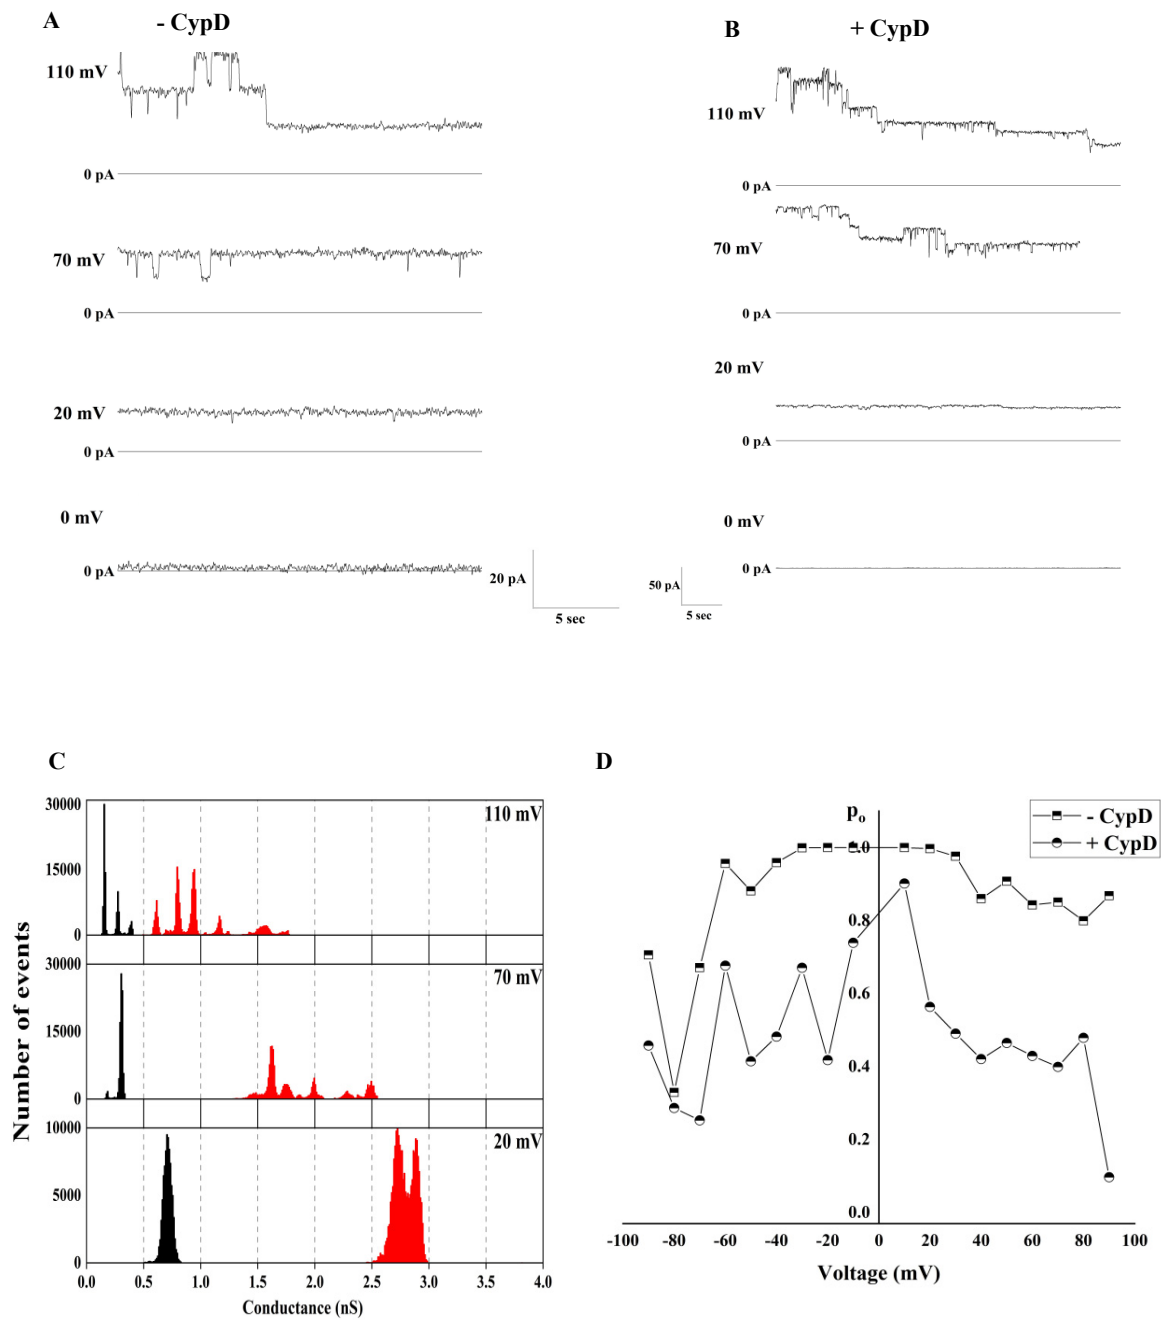 A
- CypD
110 mV
0 pA
70 mV
0 pA
20 mV
0 pA
0 mV
0 pA
20 pA
5 sec
B
+ CypD
110 mV
0 pA
70 mV
0 pA
20 mV
0 pA
0 mV
0 pA
50 pA
5 sec
C
Number of events
30000
15000
0
110 mV
30000
15000
0
70 mV
10000
5000
0
20 mV
0.0 0.5 1.0 1.5 2.0 2.5 3.0 3.5 4.0
Conductance (nS)
D
po
- CypD
+ CypD
1.0
0.8
0.6
0.4
0.2
0.0
-100 -80 -60 -40 -20 0 20 40 60 80 100
Voltage (mV)